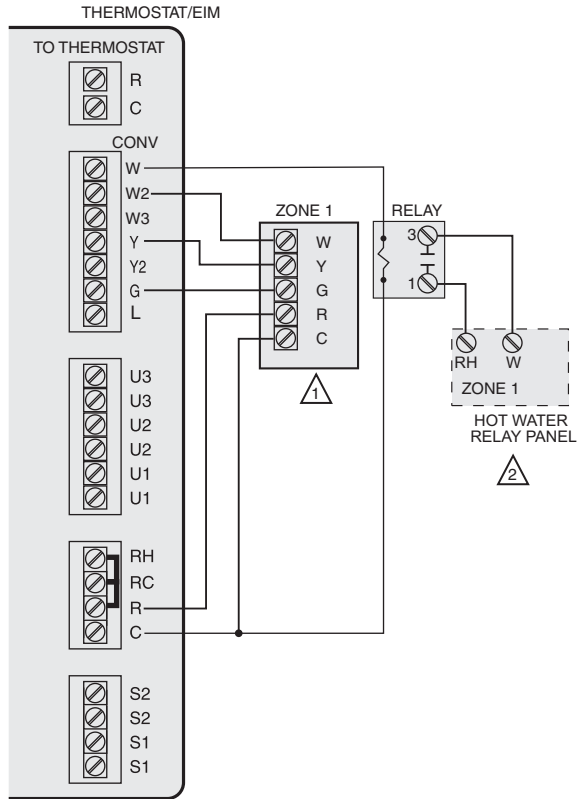 THERMOSTAT/EIM
TO THERMOSTAT
R
C
CONV
W
W2
W3
Y
Y2
G
L
U3
U3
U2
U2
U1
U1
RH
RC
R
C
S2
S2
S1
S1
ZONE 1
W
Y
G
R
C
1
RELAY
3
1
RH W
ZONE 1
HOT WATER
RELAY PANEL
2